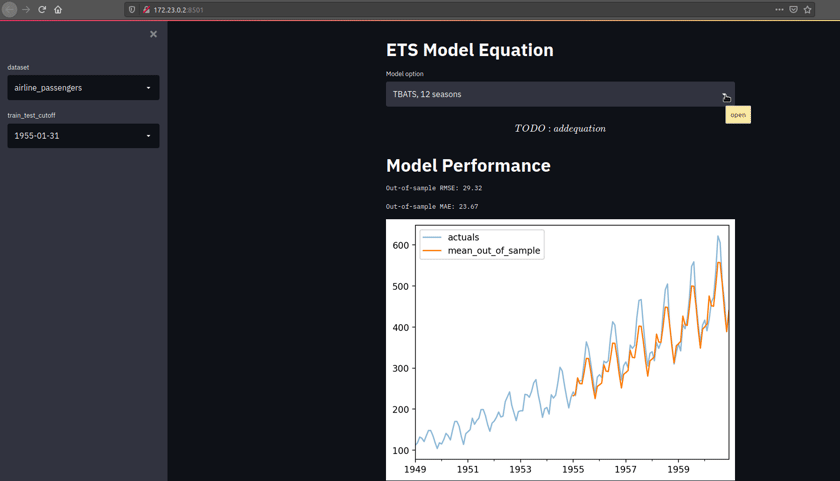 172.23.0.2:8501
dataset
airline_passengers
train_test_cutoff
1955-01-31
ETS Model Equation
Model option
TBATS, 12 seasons
open
TODO : addequation
Model Performance
Out-of-sample RMSE: 29.32
Out-of-sample MAE: 23.67
actuals
mean_out_of_sample
600
500
400
300
200
100
1949 1951 1953 1955 1957 1959